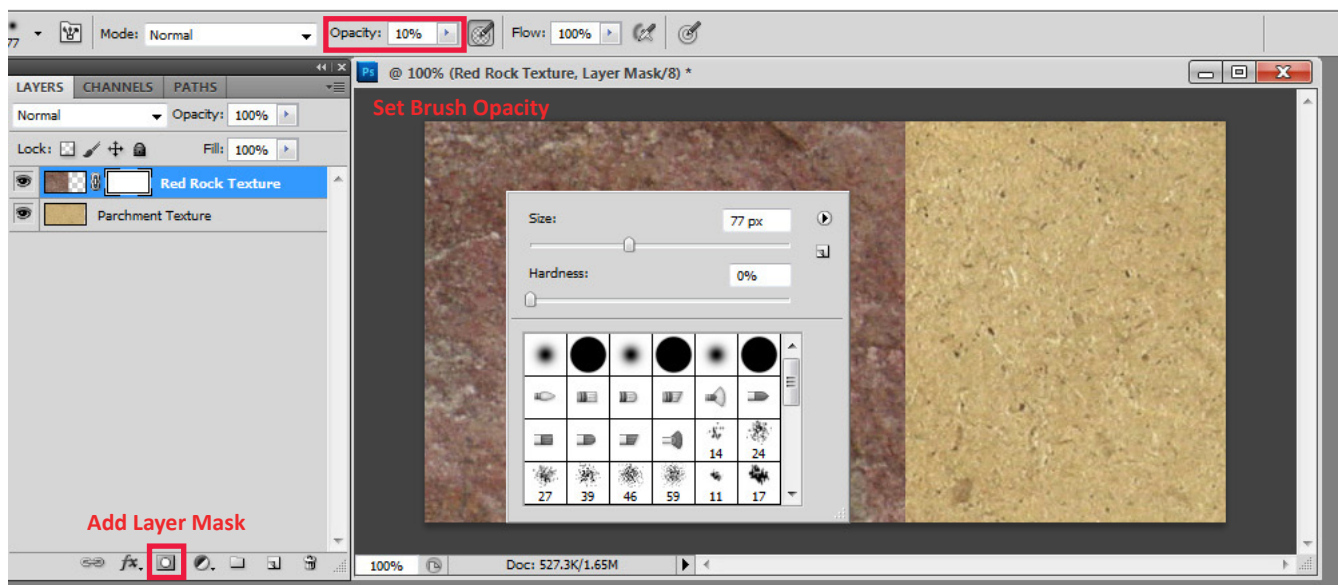 77 Mode: Normal Opacity: 10% Flow: 100%
Ps @ 100% (Red Rock Texture, Layer Mask/8) *
LAYERS CHANNELS PATHS
Normal Opacity: 100%
Set Brush Opacity
Lock: Fill: 100%
Red Rock Texture
Parchment Texture
Size: 77 px
Hardness: 0%
14 24
27 39 46 59 11 17
Add Layer Mask
fx.
100% Doc: 527.3K/1.65M